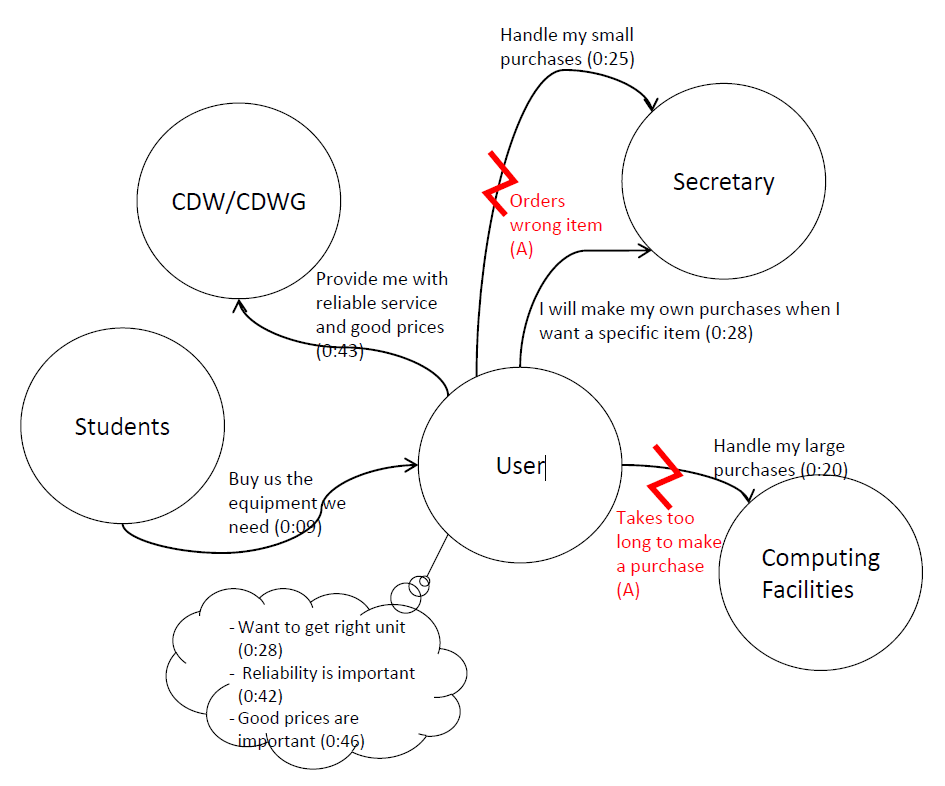 Handle my small
purchases (0:25)
Secretary
CDW/CDWG
Orders
wrong item
(A)
Provide me with
reliable service
and good prices
(0:43)
I will make my own purchases when I
want a specific item (0:28)
Students
User
Handle my large
purchases (0:20)
Buy us the
equipment we
need (0:09)
Takes too
long to make
a purchase
(A)
Computing
Facilities
- Want to get right unit
(0:28)
- Reliability is important
(0:42)
- Good prices are
important (0:46)